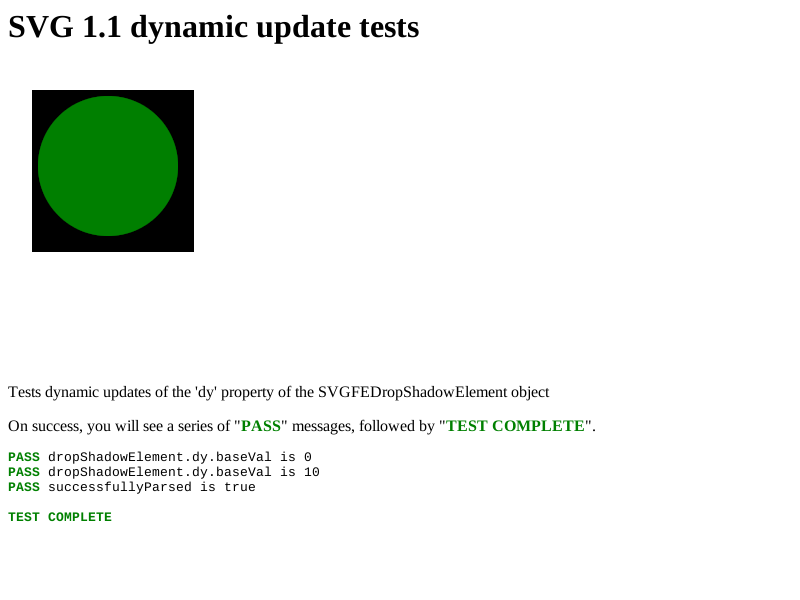 SVG 1.1 dynamic update tests
Tests dynamic updates of the 'dy' property of the SVGFEDropShadowElement object
On success, you will see a series of "PASS" messages, followed by "TEST COMPLETE".
PASS dropShadowElement.dy.baseVal is 0
PASS dropShadowElement.dy.baseVal is 10
PASS successfullyParsed is true
TEST COMPLETE